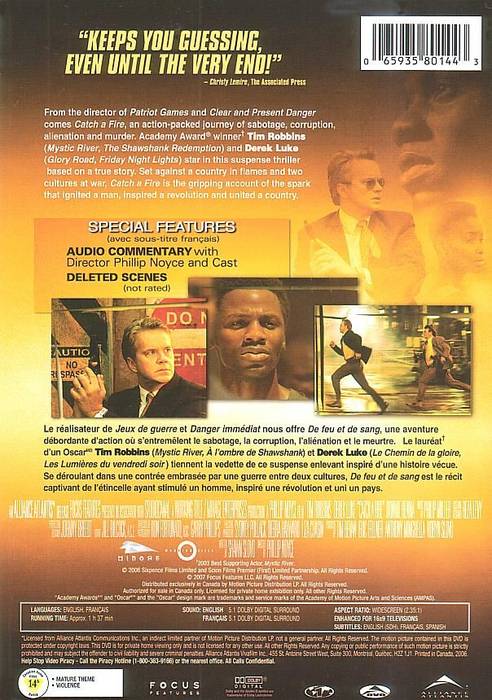 "KEEPS YOU GUESSING,
EVEN UNTIL THE VERY END!"
– Christy Lemire, The Associated Press
0 65935 80144 3
From the director of Patriot Games and Clear and Present Danger
comes Catch a Fire, an action-packed journey of sabotage, corruption,
alienation and murder. Academy Award® winner† Tim Robbins
(Mystic River, The Shawshank Redemption) and Derek Luke
(Glory Road, Friday Night Lights) star in this suspense thriller
based on a true story. Set against a country in flames and two
cultures at war, Catch a Fire is the gripping account of the spark
that ignited a man, inspired a revolution and united a country.
SPECIAL FEATURES
(avec sous-titre français)
AUDIO COMMENTARY with
Director Phillip Noyce and Cast
DELETED SCENES
(not rated)
Le réalisateur de Jeux de guerre et Danger immédiat nous offre De feu et de sang, une aventure
débordante d'action où s'entremêlent le sabotage, la corruption, l'aliénation et le meurtre. Le lauréat†
d'un Oscar Tim Robbins (Mystic River, À l'ombre de Shawshank) et Derek Luke (Le Chemin de la gloire,
Les Lumières du vendredi soir) tiennent la vedette de ce suspense enlevant inspiré d'une histoire vécue.
Se déroulant dans une contrée embrasée par une guerre entre deux cultures, De feu et de sang est le récit
captivant de l'étincelle ayant stimulé un homme, inspiré une révolution et uni un pays.
†2003 Best Supporting Actor, Mystic River.
© 2006 Sixpence Films Limited and Scion Films Premier (First) Limited Partnership. All Rights Reserved.
© 2007 Focus Features LLC. All Rights Reserved.
Distributed exclusively in Canada by Motion Picture Distribution LP. All Rights Reserved.
Authorized for sale in Canada only. Licensed for private home exhibition only. All other rights Reserved.
"Academy Awards" and "Oscar" and the "Oscar" design mark are trademarks and service marks of the Academy of Motion Picture Arts and Sciences (AMPAS).
LANGUAGES: ENGLISH, FRANÇAIS
RUNNING TIME: Approx. 1 h 37 min
SOUND: ENGLISH 5.1 DOLBY DIGITAL SURROUND
FRANÇAIS 5.1 DOLBY DIGITAL SURROUND
ASPECT RATIO: WIDESCREEN (2.35:1)
ENHANCED FOR 16x9 TELEVISIONS
SUBTITLES: ENGLISH (SDH), FRANÇAIS, SPANISH
14
• MATURE THEME
• VIOLENCE
FOCUS
FEATURES
DOLBY
DIGITAL
DVD
VIDEO
ALLIANCE
ATLANTIS